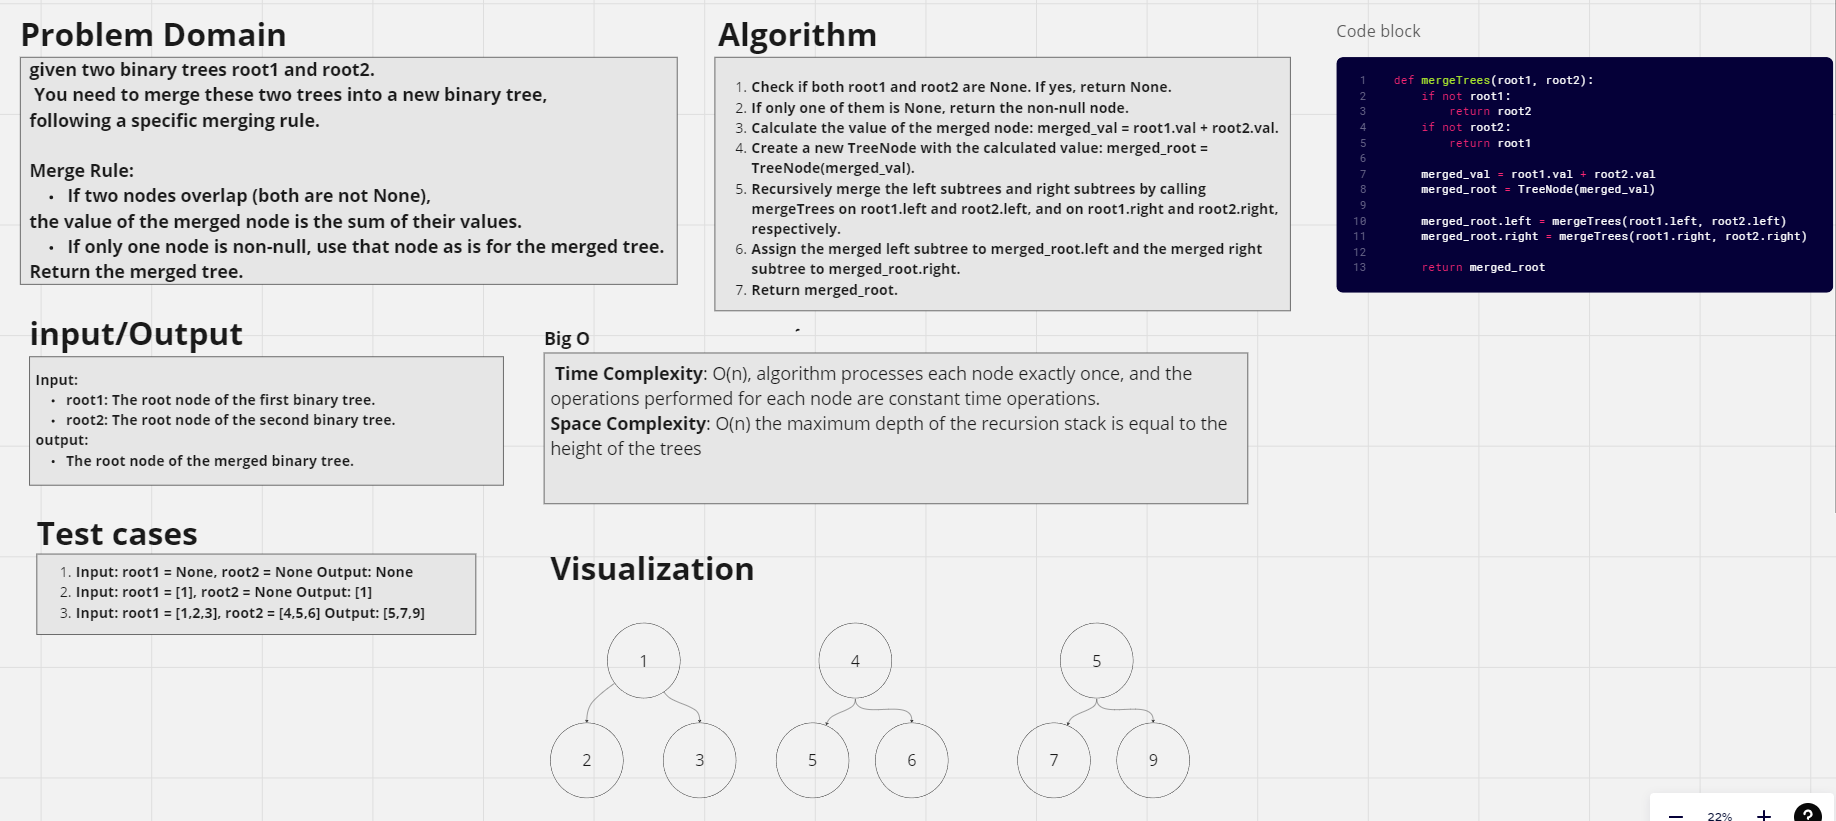 Problem Domain
given two binary trees root1 and root2.
You need to merge these two trees into a new binary tree,
following a specific merging rule.
Merge Rule:
• If two nodes overlap (both are not None),
the value of the merged node is the sum of their values.
• If only one node is non-null, use that node as is for the merged tree.
Return the merged tree.
Algorithm
1. Check if both root1 and root2 are None. If yes, return None.
2. If only one of them is None, return the non-null node.
3. Calculate the value of the merged node: merged_val = root1.val + root2.val.
4. Create a new TreeNode with the calculated value: merged_root =
TreeNode(merged_val).
5. Recursively merge the left subtrees and right subtrees by calling
mergeTrees on root1.left and root2.left, and on root1.right and root2.right,
respectively.
6. Assign the merged left subtree to merged_root.left and the merged right
subtree to merged_root.right.
7. Return merged_root.
Code block
1 def mergeTrees(root1, root2):
2 if not root1:
3 return root2
4 if not root2:
5 return root1
6
7 merged_val = root1.val + root2.val
8 merged_root = TreeNode(merged_val)
9
10 merged_root.left = mergeTrees(root1.left, root2.left)
11 merged_root.right = mergeTrees(root1.right, root2.right)
12
13 return merged_root
input/Output
Input:
• root1: The root node of the first binary tree.
• root2: The root node of the second binary tree.
output:
• The root node of the merged binary tree.
Big O
Time Complexity: O(n), algorithm processes each node exactly once, and the
operations performed for each node are constant time operations.
Space Complexity: O(n) the maximum depth of the recursion stack is equal to the
height of the trees
Test cases
1. Input: root1 = None, root2 = None Output: None
2. Input: root1 = [1], root2 = None Output: [1]
3. Input: root1 = [1,2,3], root2 = [4,5,6] Output: [5,7,9]
Visualization
1 4 5
2 3 5 6 7 9
− 22% + ?